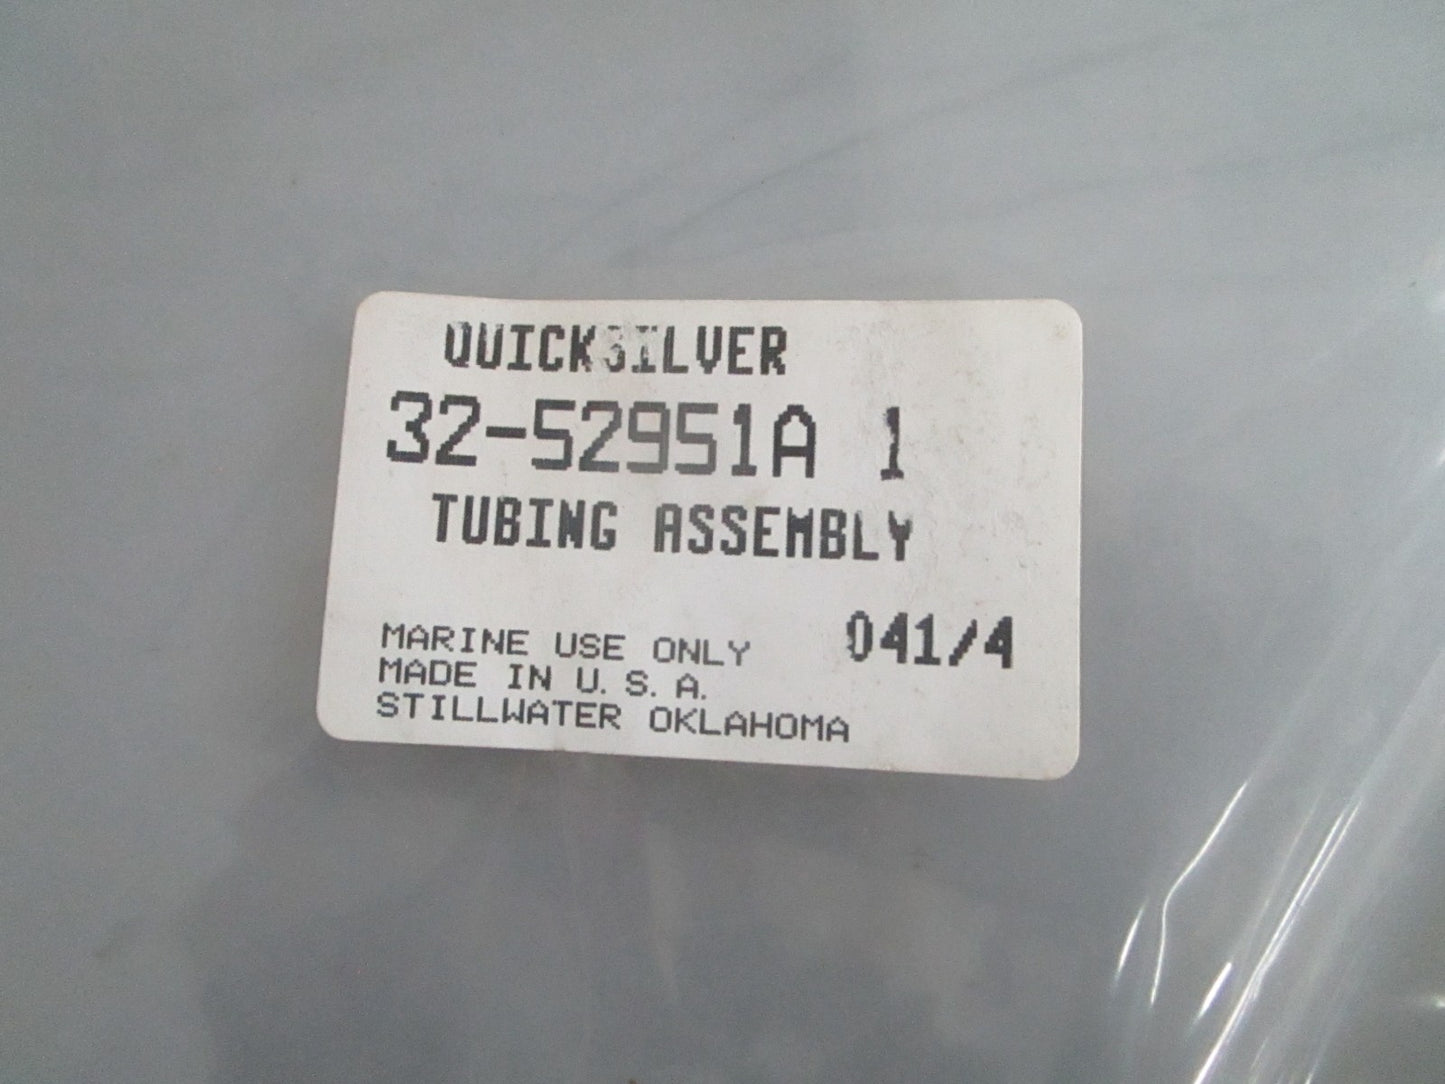 QUICKSILVER
32-52951A 1
TUBING ASSEMBLY
MARINE USE ONLY 041/4
MADE IN U. S. A.
STILLWATER OKLAHOMA